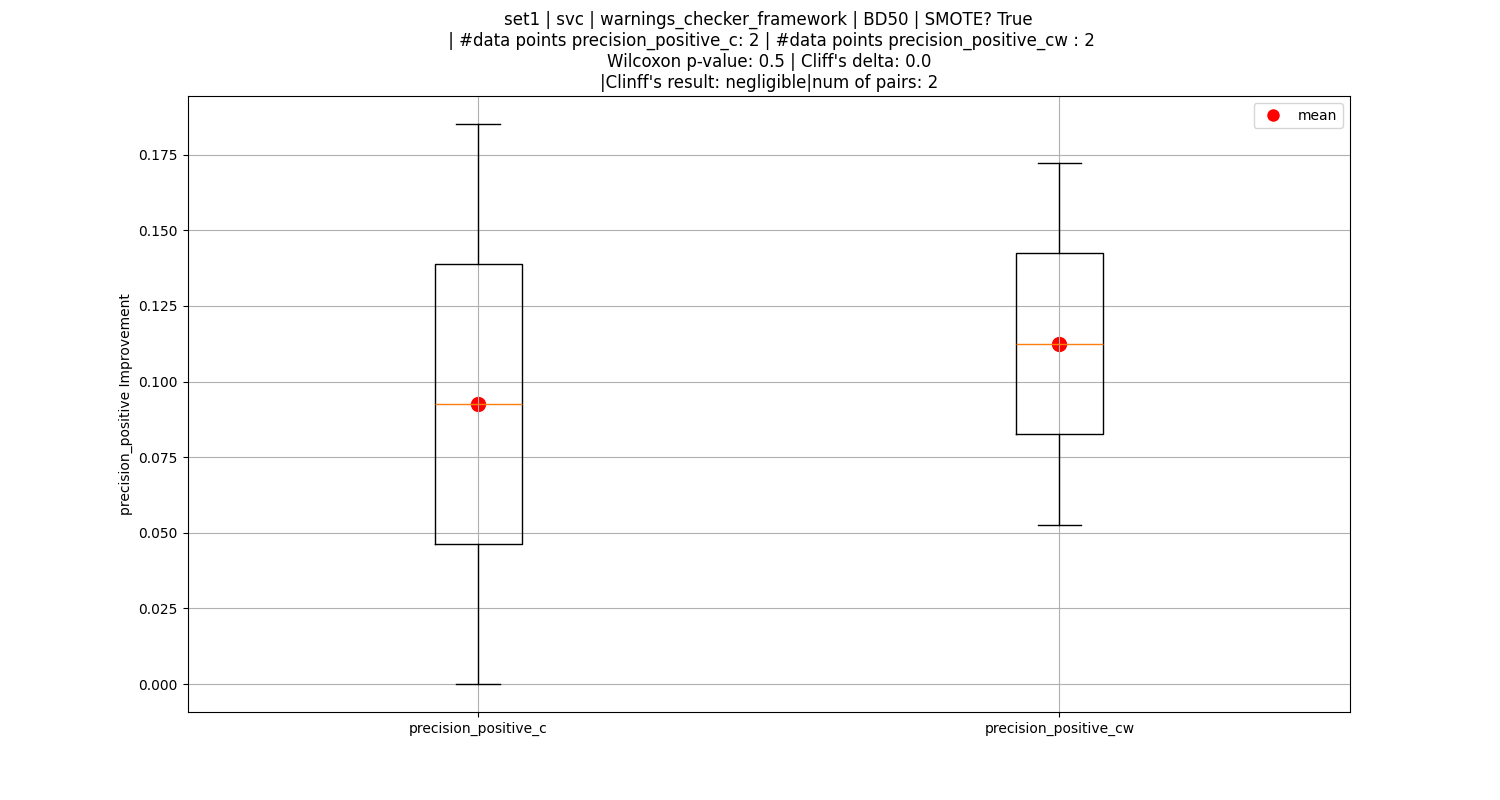 set1 | svc | warnings_checker_framework | BD50 | SMOTE? True
| #data points precision_positive_c: 2 | #data points precision_positive_cw : 2
Wilcoxon p-value: 0.5 | Cliff's delta: 0.0
|Clinff's result: negligible|num of pairs: 2
mean
0.175
0.150
0.125
0.100
0.075
0.050
0.025
0.000
precision_positive Improvement
precision_positive_c
precision_positive_cw